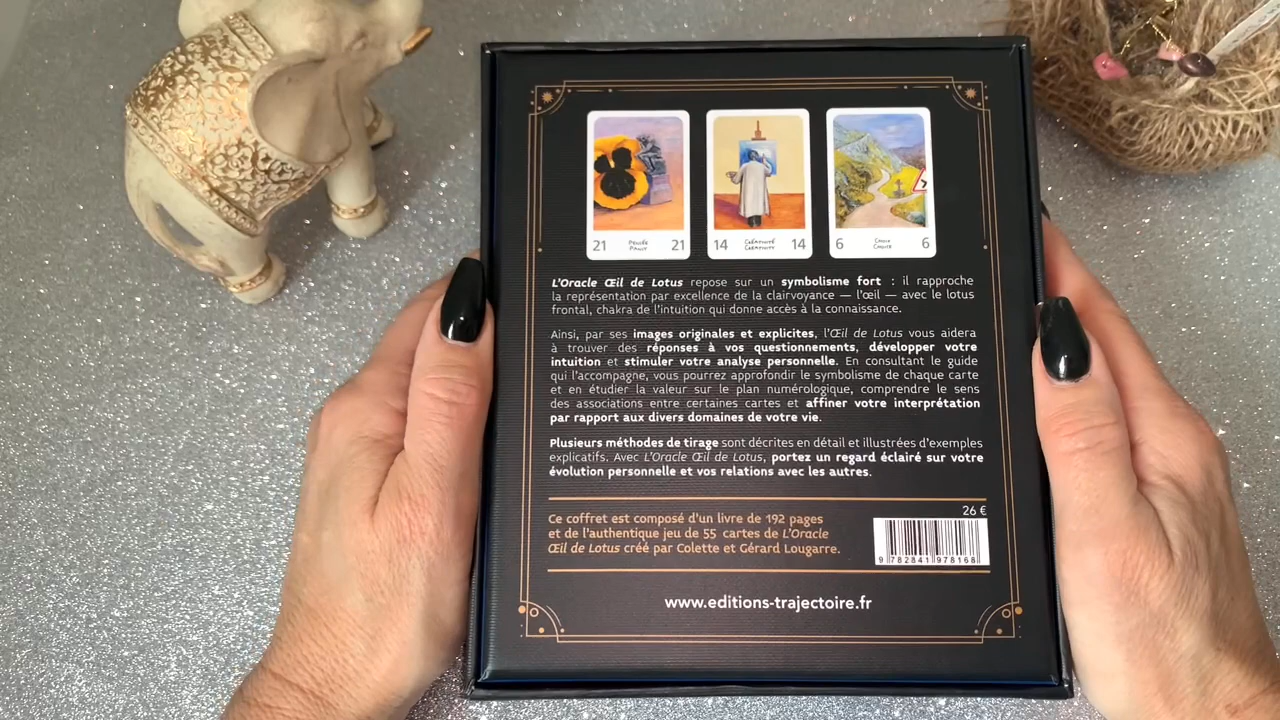 21 PENSÉE 21
PANSY
14 CRÉATIVITÉ 14
CREATIVITY
6 CHOIX 6
CHOICE
L'Oracle Œil de Lotus repose sur un symbolisme fort : il rapproche
la représentation par excellence de la clairvoyance — l'œil — avec le lotus
frontal, chakra de l'intuition qui donne accès à la connaissance.
Ainsi, par ses images originales et explicites, l'Œil de Lotus vous aidera
à trouver des réponses à vos questionnements, développer votre
intuition et stimuler votre analyse personnelle. En consultant le guide
qui l'accompagne, vous pourrez approfondir le symbolisme de chaque carte
et en étudier la valeur sur le plan numérologique, comprendre le sens
des associations entre certaines cartes et affiner votre interprétation
par rapport aux divers domaines de votre vie.
Plusieurs méthodes de tirage sont décrites en détail et illustrées d'exemples
explicatifs. Avec L'Oracle Œil de Lotus, portez un regard éclairé sur votre
évolution personnelle et vos relations avec les autres.
Ce coffret est composé d'un livre de 192 pages
et de l'authentique jeu de 55 cartes de L'Oracle
Œil de Lotus créé par Colette et Gérard Lougarre.
26 €
9 782841 978168
www.editions-trajectoire.fr